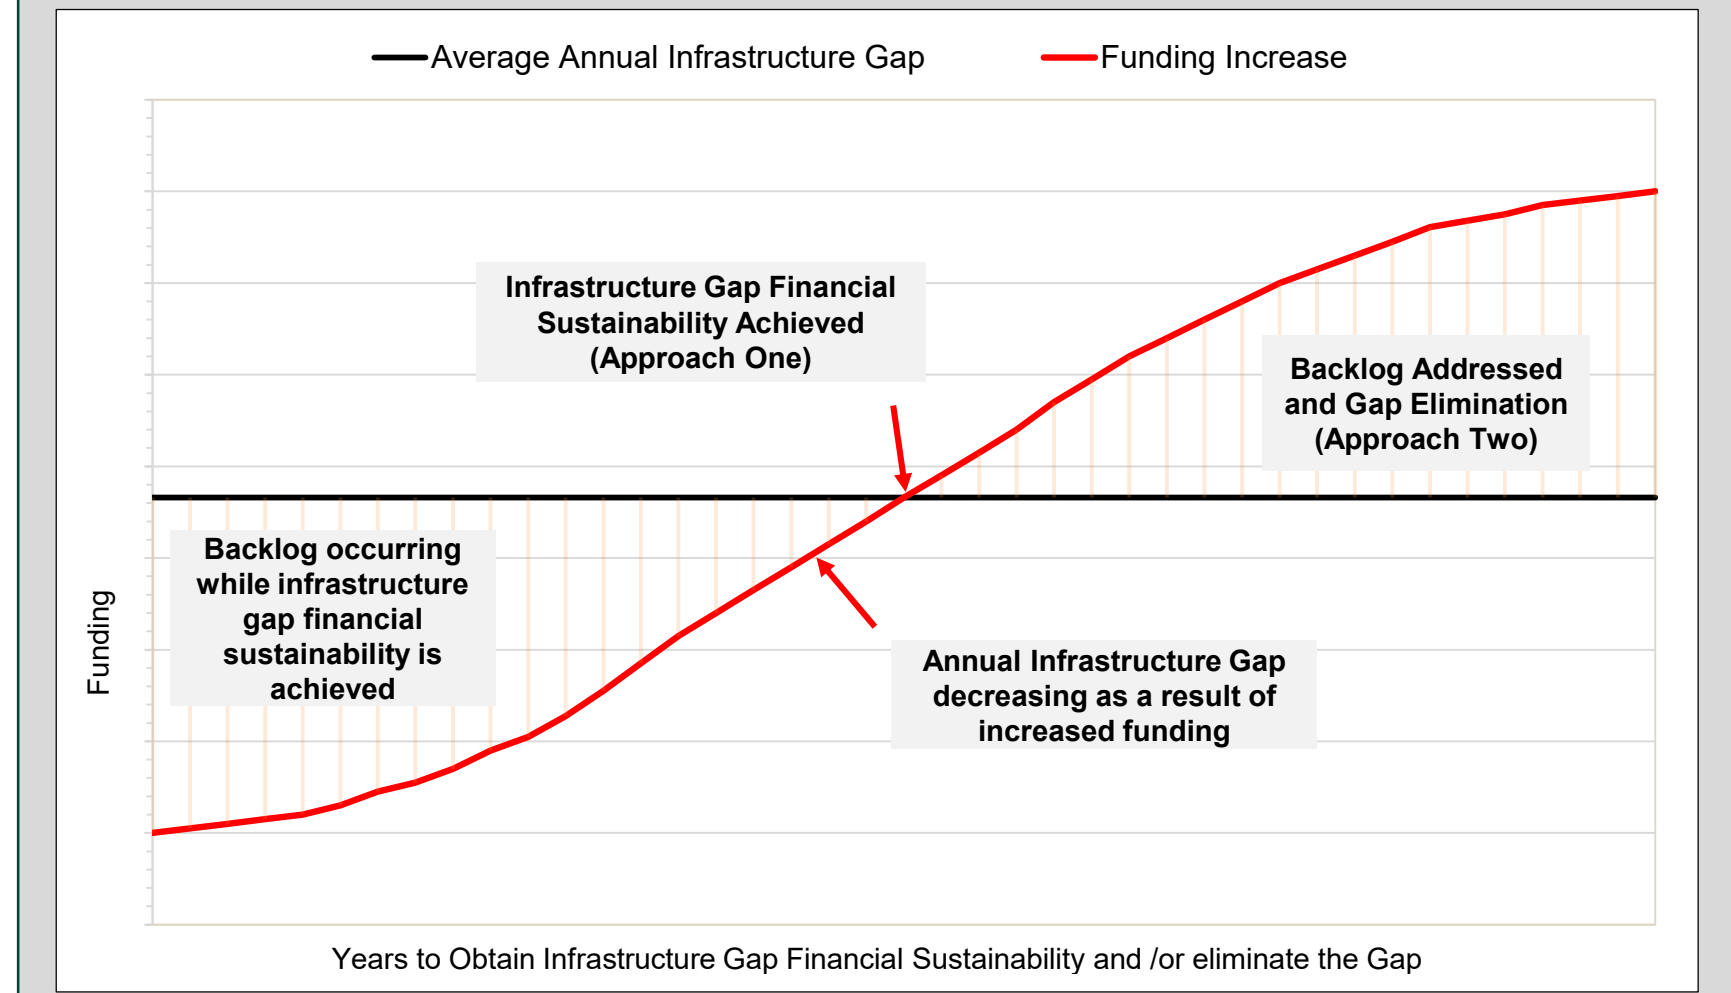 Average Annual Infrastructure Gap
Funding Increase
Infrastructure Gap Financial
Sustainability Achieved
(Approach One)
Backlog Addressed
and Gap Elimination
(Approach Two)
Backlog occurring
while infrastructure
gap financial
sustainability is
achieved
Annual Infrastructure Gap
decreasing as a result of
increased funding
Funding
Years to Obtain Infrastructure Gap Financial Sustainability and /or eliminate the Gap